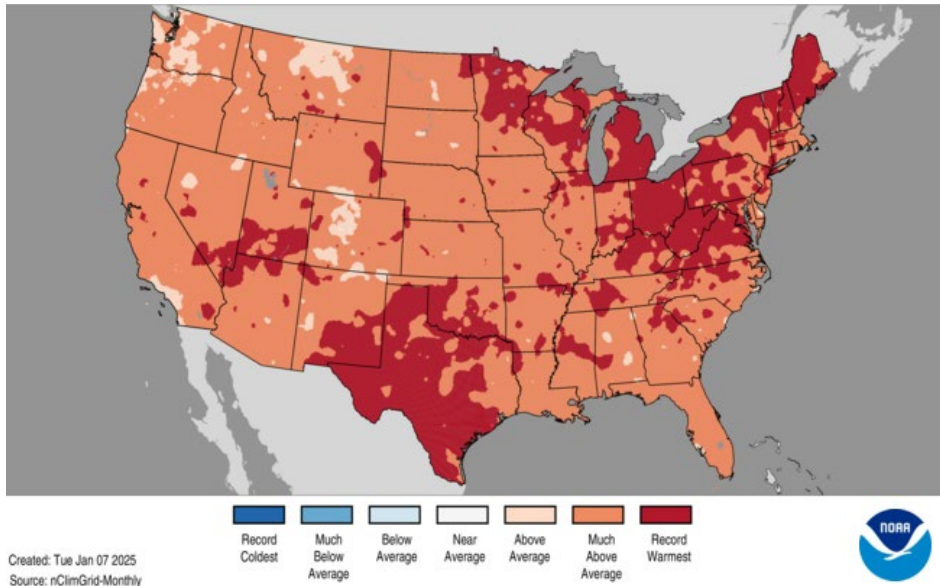 Record
Coldest
Much
Below
Average
Below
Average
Near
Average
Above
Average
Much
Above
Average
Record
Warmest
NOAA
Created: Tue Jan 07 2025
Source: nClimGrid-Monthly